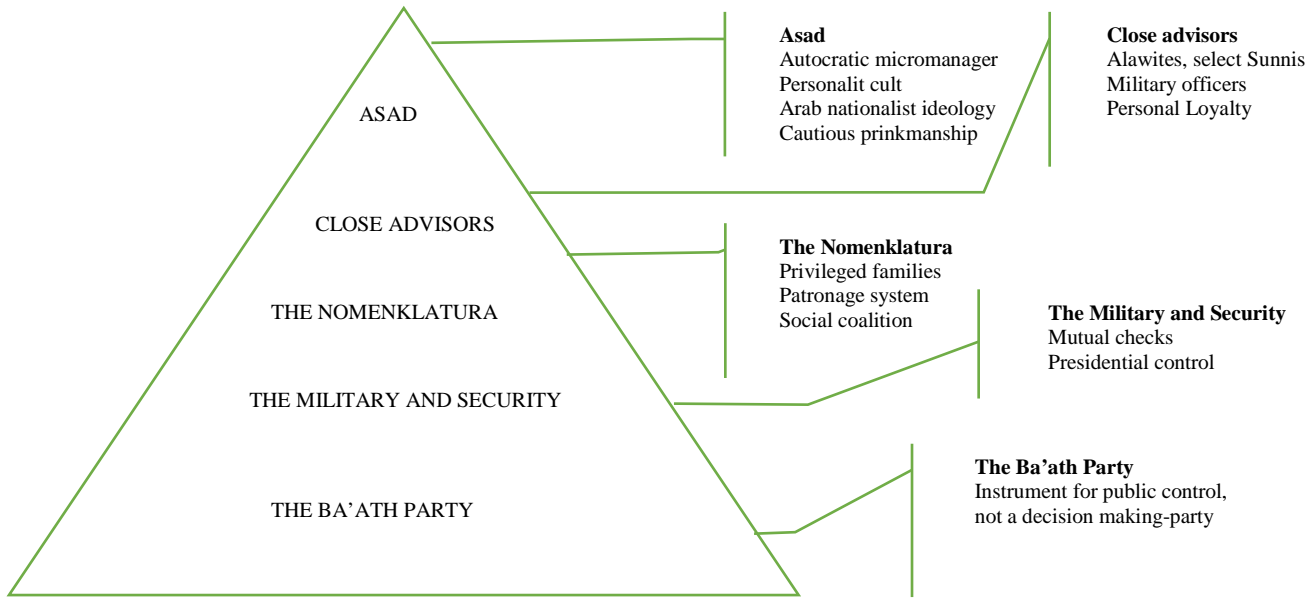 ASAD
CLOSE ADVISORS
THE NOMENKLATURA
THE MILITARY AND SECURITY
THE BA’ATH PARTY
Asad
Autocratic micromanager
Personalit cult
Arab nationalist ideology
Cautious prinkmanship
Close advisors
Alawites, select Sunnis
Military officers
Personal Loyalty
The Nomenklatura
Privileged families
Patronage system
Social coalition
The Military and Security
Mutual checks
Presidential control
The Ba’ath Party
Instrument for public control,
not a decision making-party